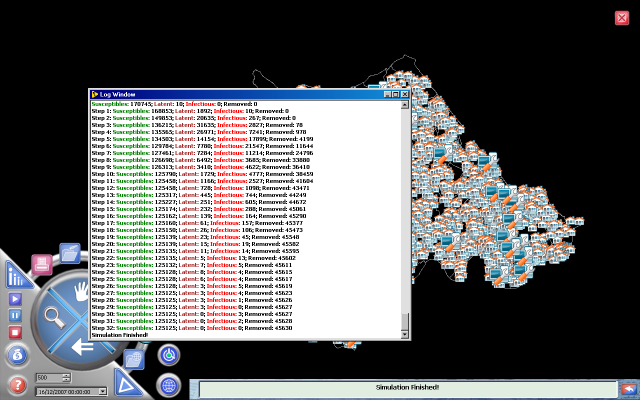 Log Window
Susceptibles: 170745; Latent: 10; Infectious: 0; Removed: 0
Step 1: Susceptibles: 168853; Latent: 1892; Infectious: 10; Removed: 0
Step 2: Susceptibles: 149853; Latent: 20635; Infectious: 267; Removed: 0
Step 3: Susceptibles: 136215; Latent: 31635; Infectious: 2827; Removed: 78
Step 4: Susceptibles: 135565; Latent: 26971; Infectious: 7241; Removed: 978
Step 5: Susceptibles: 134503; Latent: 14154; Infectious: 17899; Removed: 4199
Step 6: Susceptibles: 129784; Latent: 7780; Infectious: 21547; Removed: 11644
Step 7: Susceptibles: 127461; Latent: 7284; Infectious: 11214; Removed: 24796
Step 8: Susceptibles: 126698; Latent: 6492; Infectious: 3685; Removed: 33880
Step 9: Susceptibles: 126313; Latent: 3410; Infectious: 4622; Removed: 36410
Step 10: Susceptibles: 125790; Latent: 1729; Infectious: 4777; Removed: 38459
Step 11: Susceptibles: 125458; Latent: 1166; Infectious: 2527; Removed: 41604
Step 12: Susceptibles: 125458; Latent: 728; Infectious: 1098; Removed: 43471
Step 13: Susceptibles: 125317; Latent: 445; Infectious: 744; Removed: 44249
Step 14: Susceptibles: 125227; Latent: 251; Infectious: 605; Removed: 44672
Step 15: Susceptibles: 125174; Latent: 232; Infectious: 288; Removed: 45061
Step 16: Susceptibles: 125162; Latent: 139; Infectious: 164; Removed: 45290
Step 17: Susceptibles: 125160; Latent: 61; Infectious: 157; Removed: 45377
Step 18: Susceptibles: 125150; Latent: 26; Infectious: 106; Removed: 45473
Step 19: Susceptibles: 125139; Latent: 23; Infectious: 45; Removed: 45548
Step 20: Susceptibles: 125139; Latent: 15; Infectious: 19; Removed: 45582
Step 21: Susceptibles: 125135; Latent: 11; Infectious: 14; Removed: 45595
Step 22: Susceptibles: 125135; Latent: 5; Infectious: 13; Removed: 45602
Step 23: Susceptibles: 125132; Latent: 7; Infectious: 5; Removed: 45611
Step 24: Susceptibles: 125128; Latent: 8; Infectious: 4; Removed: 45615
Step 25: Susceptibles: 125128; Latent: 6; Infectious: 4; Removed: 45617
Step 26: Susceptibles: 125128; Latent: 3; Infectious: 5; Removed: 45619
Step 27: Susceptibles: 125125; Latent: 3; Infectious: 4; Removed: 45623
Step 28: Susceptibles: 125125; Latent: 3; Infectious: 1; Removed: 45626
Step 29: Susceptibles: 125125; Latent: 3; Infectious: 0; Removed: 45627
Step 30: Susceptibles: 125125; Latent: 0; Infectious: 3; Removed: 45627
Step 31: Susceptibles: 125125; Latent: 0; Infectious: 2; Removed: 45628
Step 32: Susceptibles: 125125; Latent: 0; Infectious: 0; Removed: 45630
Simulation Finished!
500
16/12/2007 00:00:00
Simulation Finished!